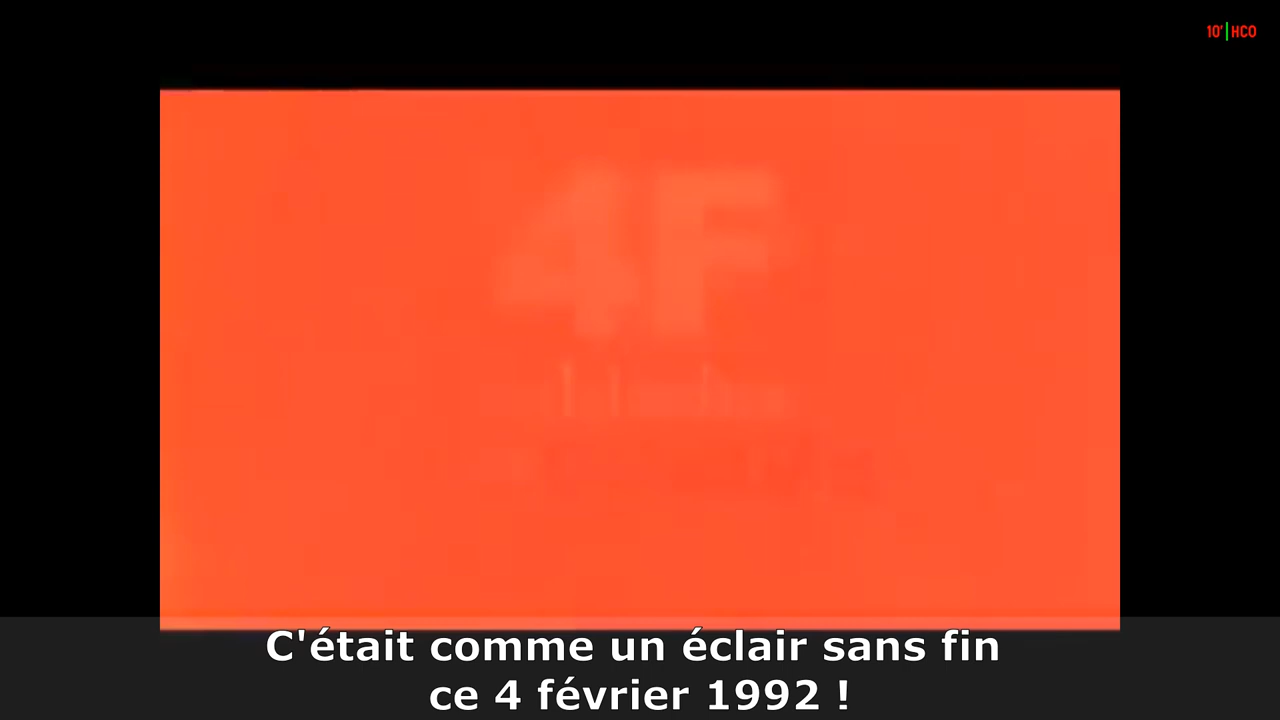 10' HCO
4F
C'était comme un éclair sans fin
ce 4 février 1992 !